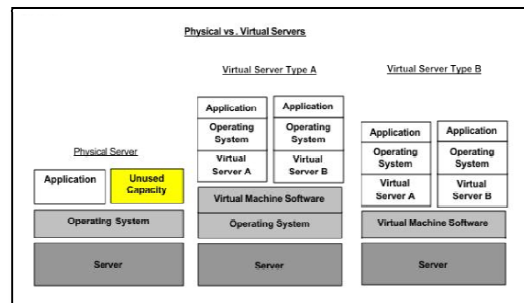 Physical vs. Virtual Servers
Virtual Server Type A
Virtual Server Type B
Physical Server
Application
Unused
Capacity
Operating System
Server
Application
Operating
System
Virtual
Server A
Application
Operating
System
Virtual
Server B
Virtual Machine Software
Operating System
Server
Application
Operating
System
Virtual
Server A
Application
Operating
System
Virtual
Server B
Virtual Machine Software
Server